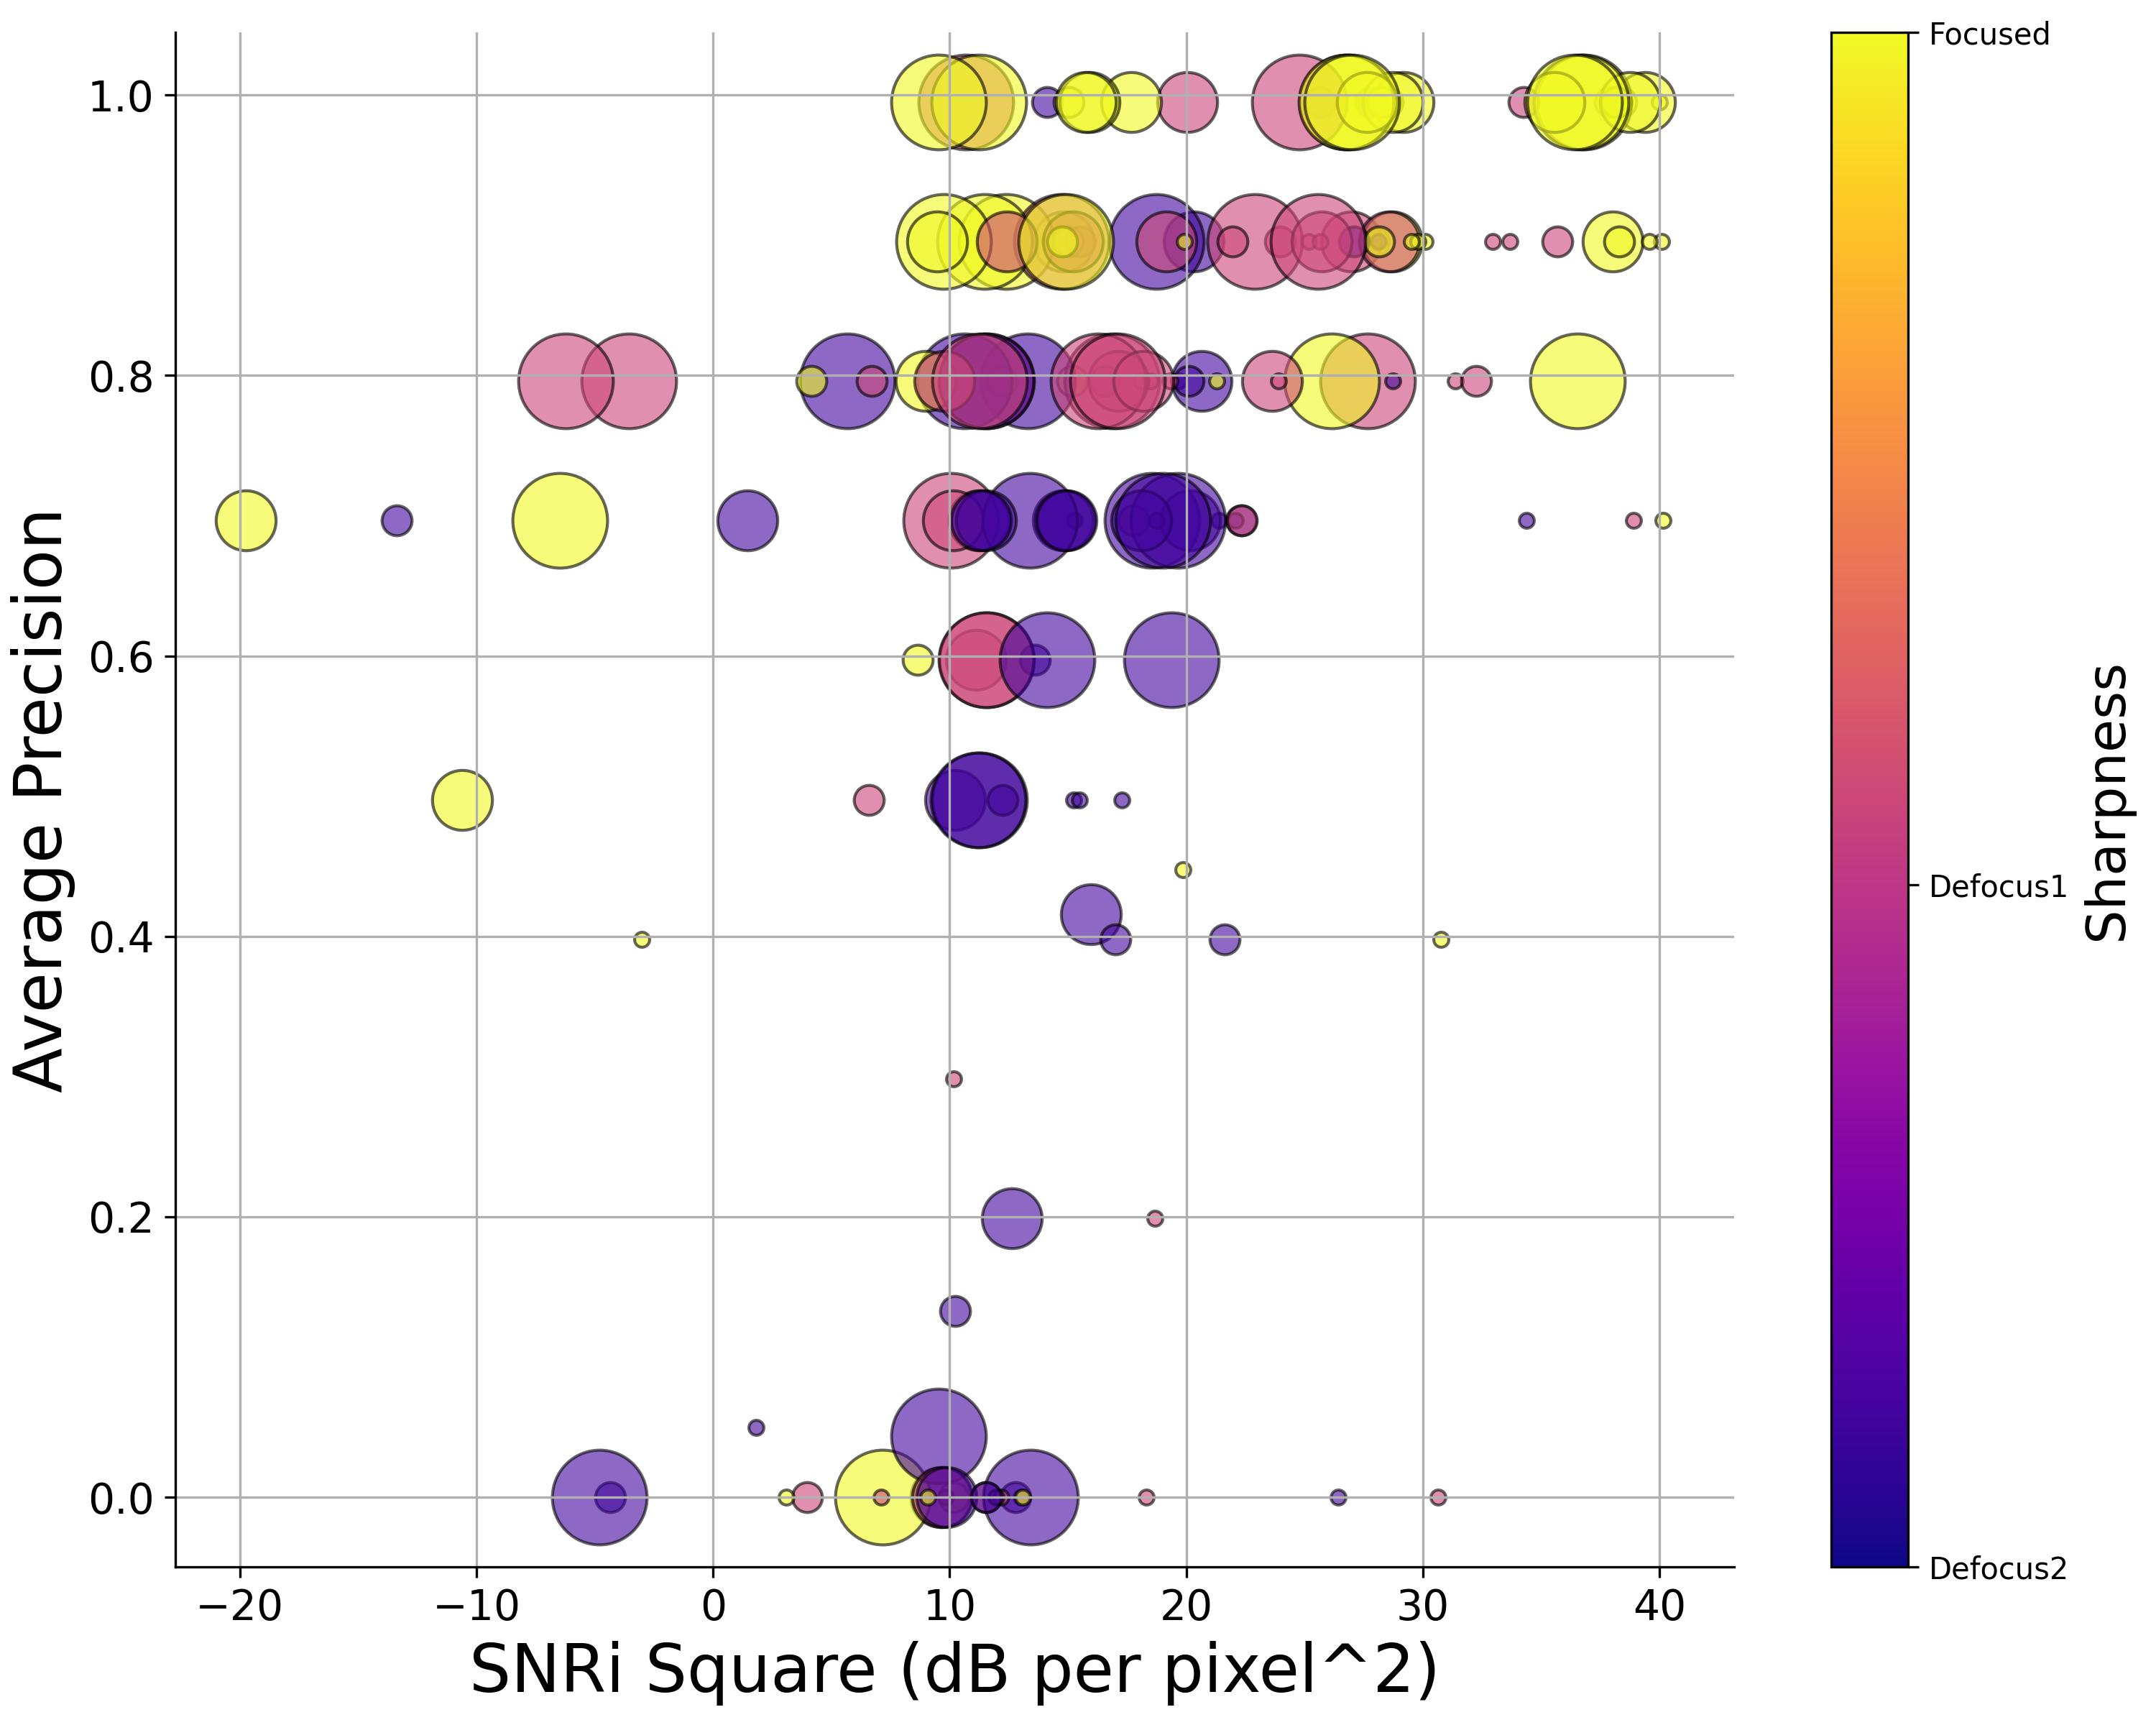 Average Precision
1.0
0.8
0.6
0.4
0.2
0.0
−20 −10 0 10 20 30 40
SNRi Square (dB per pixel^2)
Focused
Defocus1
Defocus2
Sharpness